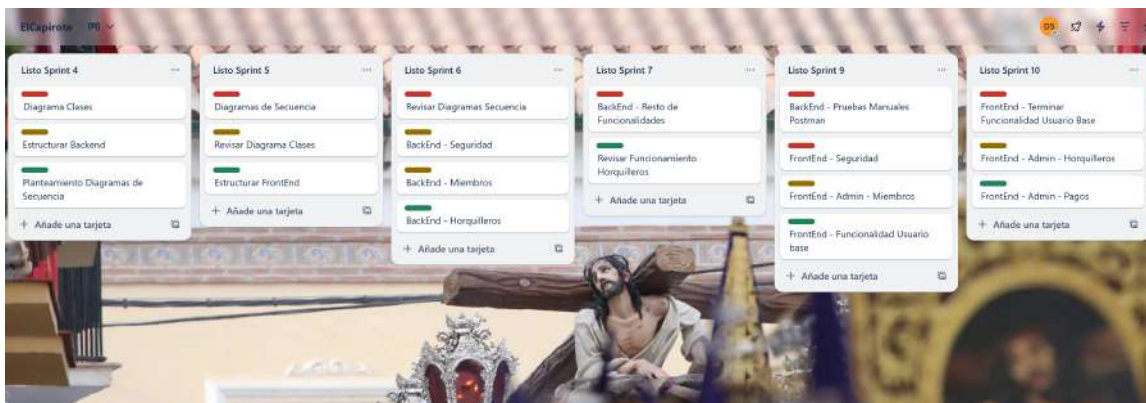 ElCapirote
DS
Listo Sprint 4
Diagrama Clases
Estructurar Backend
Planteamiento Diagramas de
Secuencia
+ Añade una tarjeta
Listo Sprint 5
Diagramas de Secuencia
Revisar Diagrama Clases
Estructurar FrontEnd
+ Añade una tarjeta
Listo Sprint 6
Revisar Diagramas Secuencia
BackEnd - Seguridad
BackEnd - Miembros
BackEnd - Horquilleros
+ Añade una tarjeta
Listo Sprint 7
BackEnd - Resto de
Funcionalidades
Revisar Funcionamiento
Horquilleros
+ Añade una tarjeta
Listo Sprint 9
BackEnd - Pruebas Manuales
Postman
FrontEnd - Seguridad
FrontEnd - Admin - Miembros
FrontEnd - Funcionalidad Usuario
base
+ Añade una tarjeta
Listo Sprint 10
FrontEnd - Terminar
Funcionalidad Usuario Base
FrontEnd - Admin - Horquilleros
FrontEnd - Admin - Pagos
+ Añade una tarjeta